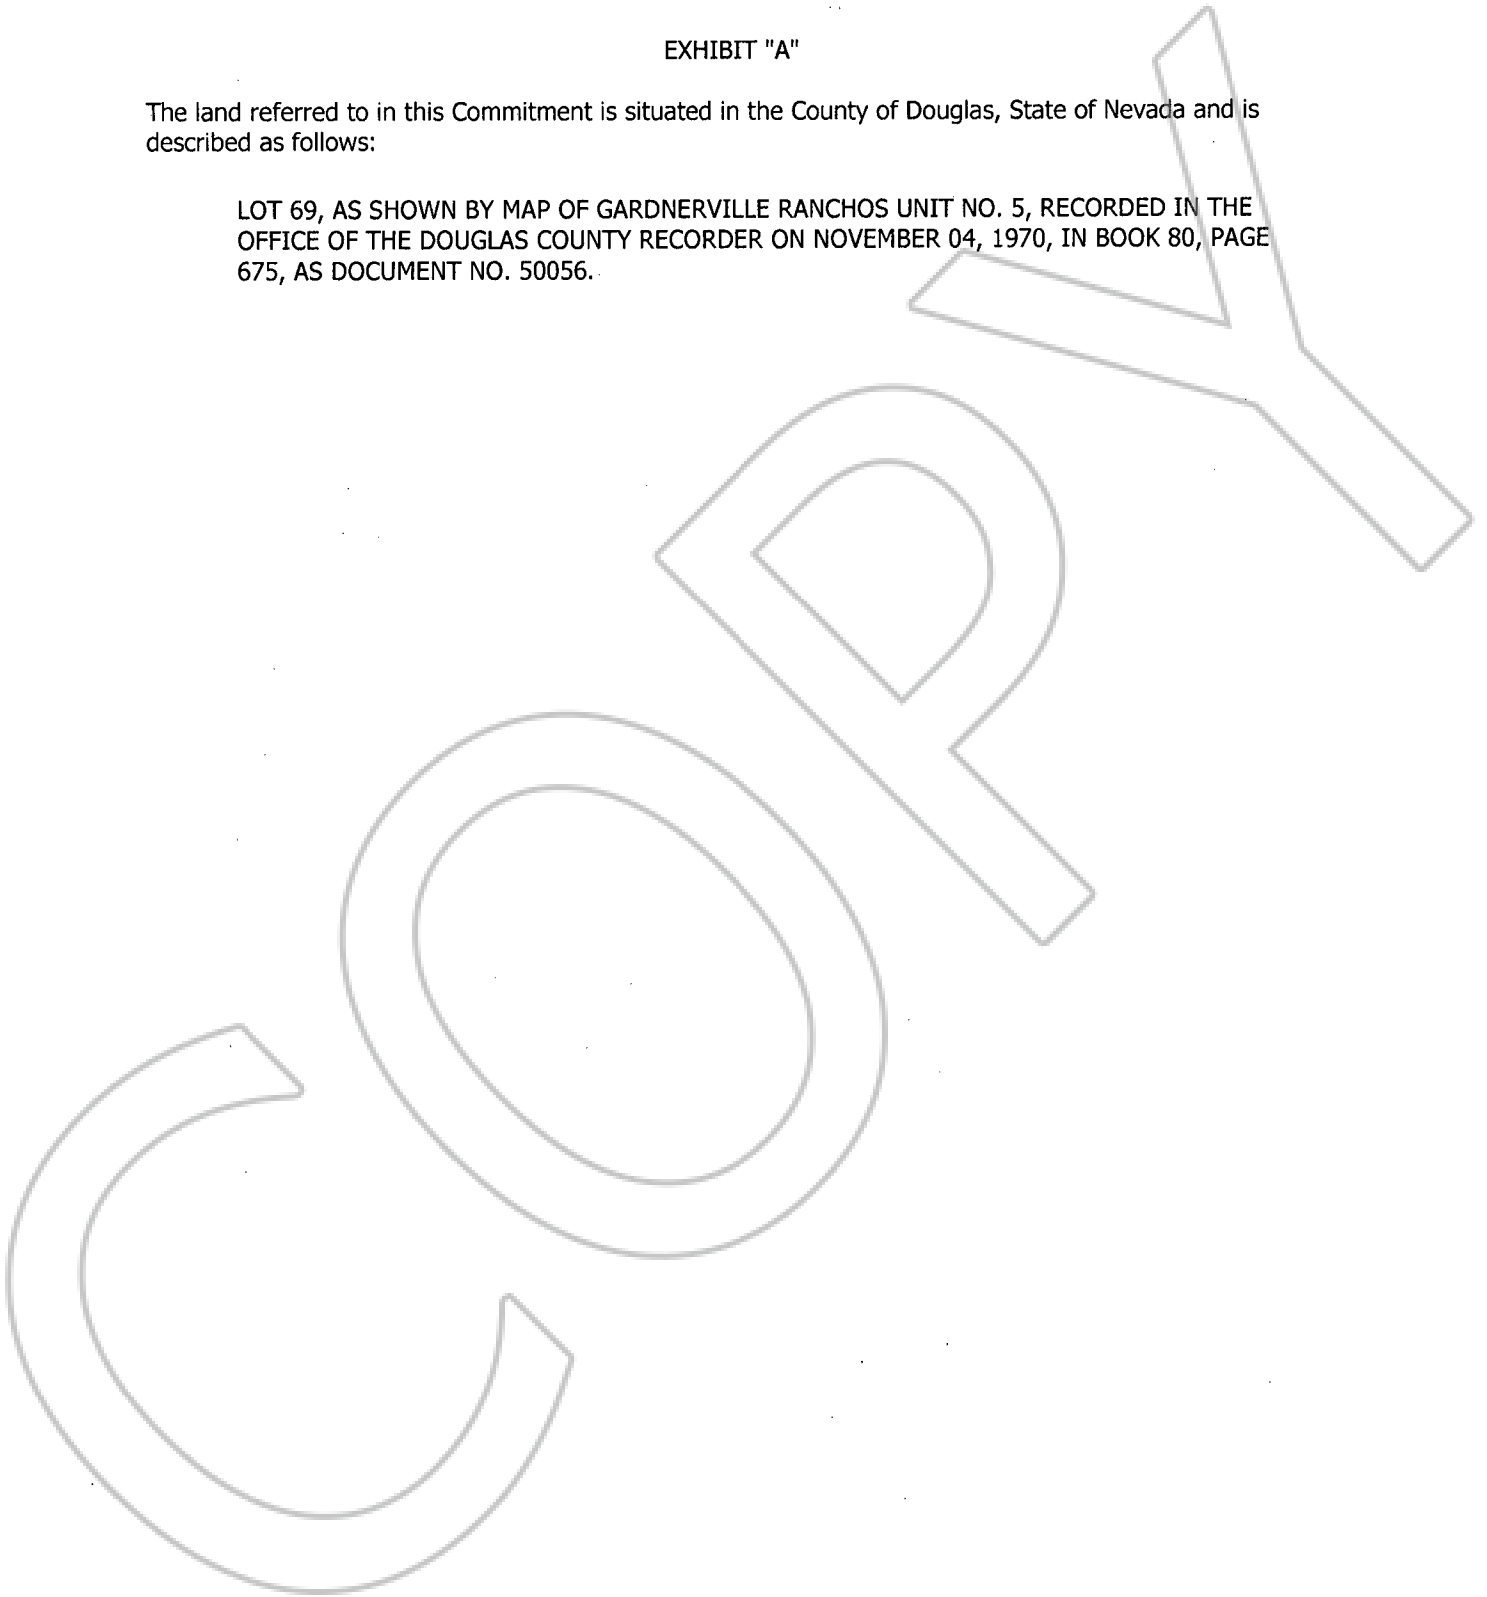 EXHIBIT "A"
The land referred to in this Commitment is situated in the County of Douglas, State of Nevada and is
described as follows:
LOT 69, AS SHOWN BY MAP OF GARDNERVILLE RANCHOS UNIT NO. 5, RECORDED IN THE
OFFICE OF THE DOUGLAS COUNTY RECORDER ON NOVEMBER 04, 1970, IN BOOK 80, PAGE
675, AS DOCUMENT NO. 50056.
COPY